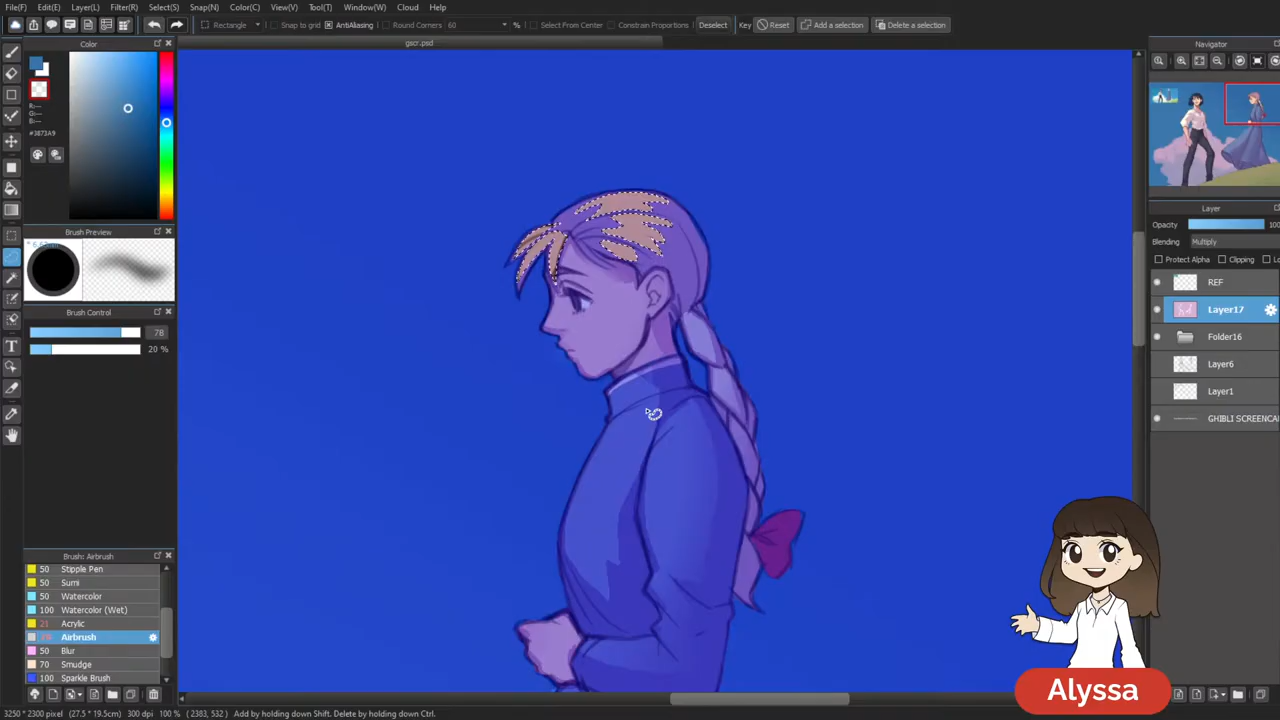 File(F) Edit(E) Layer(L) Filter(R) Select(S) Snap(N) Color(C) View(V) Tool(T) Window(W) Cloud Help
Rectangle Snap to grid AntiAliasing Round Corners 60 % Select From Center Constrain Proportions Deselect Key Reset Add a selection Delete a selection
Color
gscr.psd
Navigator
R:---
G:---
B:---
#3873A9
Brush Preview
Brush Control
78
20 %
Brush: Airbrush
50 Stipple Pen
50 Sumi
50 Watercolor
100 Watercolor (Wet)
21 Acrylic
Airbrush
50 Blur
70 Smudge
100 Sparkle Brush
Layer
Opacity 100
Blending Multiply
Protect Alpha Clipping Lo
REF
Layer17
Folder16
Layer6
Layer1
GHIBLI SCREENCA
Alyssa
3250 * 2300 pixel (27.5 * 19.5cm) 300 dpi 100 % ( 2383, 532 ) Add by holding down Shift. Delete by holding down Ctrl.